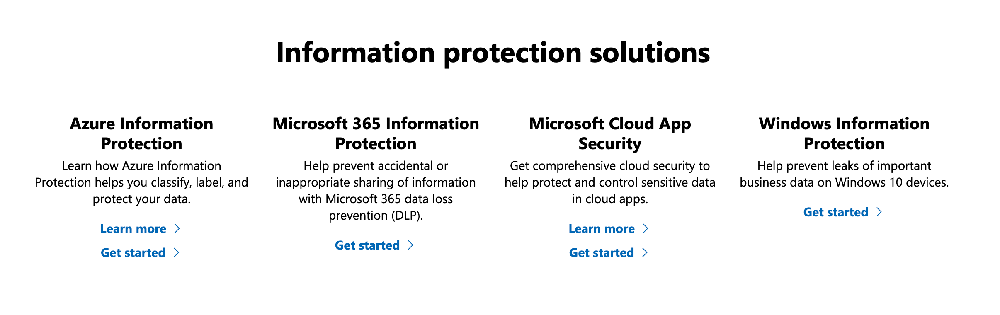 Information protection solutions
Azure Information
Protection
Learn how Azure Information
Protection helps you classify, label, and
protect your data.
Learn more
Get started
Microsoft 365 Information
Protection
Help prevent accidental or
inappropriate sharing of information
with Microsoft 365 data loss
prevention (DLP).
Get started
Microsoft Cloud App
Security
Get comprehensive cloud security to
help protect and control sensitive data
in cloud apps.
Learn more
Get started
Windows Information
Protection
Help prevent leaks of important
business data on Windows 10 devices.
Get started